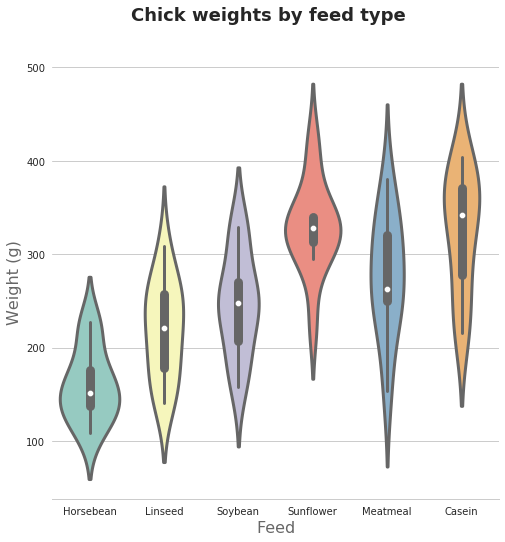 Chick weights by feed type
500
400
300
200
100
Weight (g)
Horsebean Linseed Soybean Sunflower Meatmeal Casein
Feed